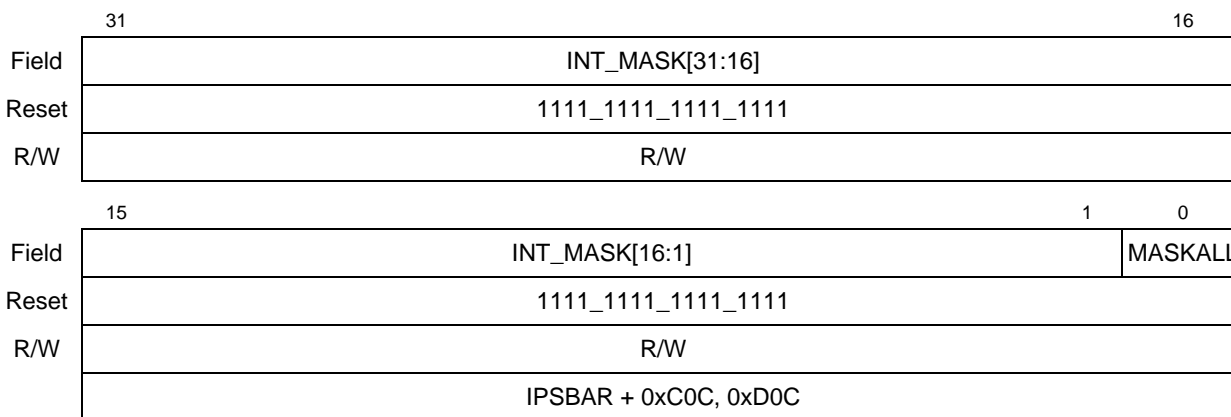 31 16
Field INT_MASK[31:16]
Reset 1111_1111_1111_1111
R/W R/W
15 1 0
Field INT_MASK[16:1] MASKALL
Reset 1111_1111_1111_1111
R/W R/W
IPSBAR + 0xC0C, 0xD0C